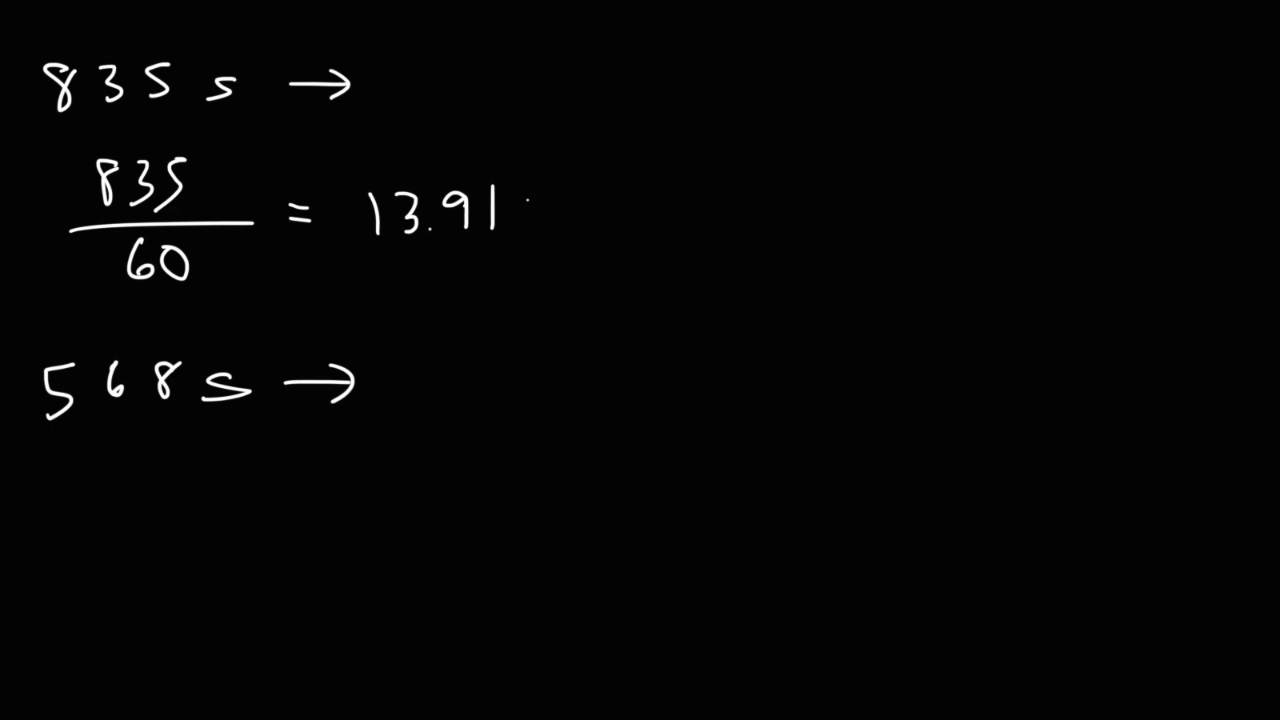 835 s →
835
60
= 13.91
568 s →